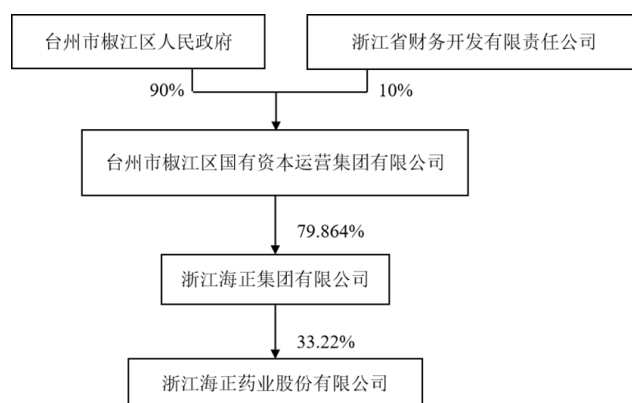 台州市椒江区人民政府
浙江省财务开发有限责任公司
90%
10%
台州市椒江区国有资本运营集团有限公司
79.864%
浙江海正集团有限公司
33.22%
浙江海正药业股份有限公司